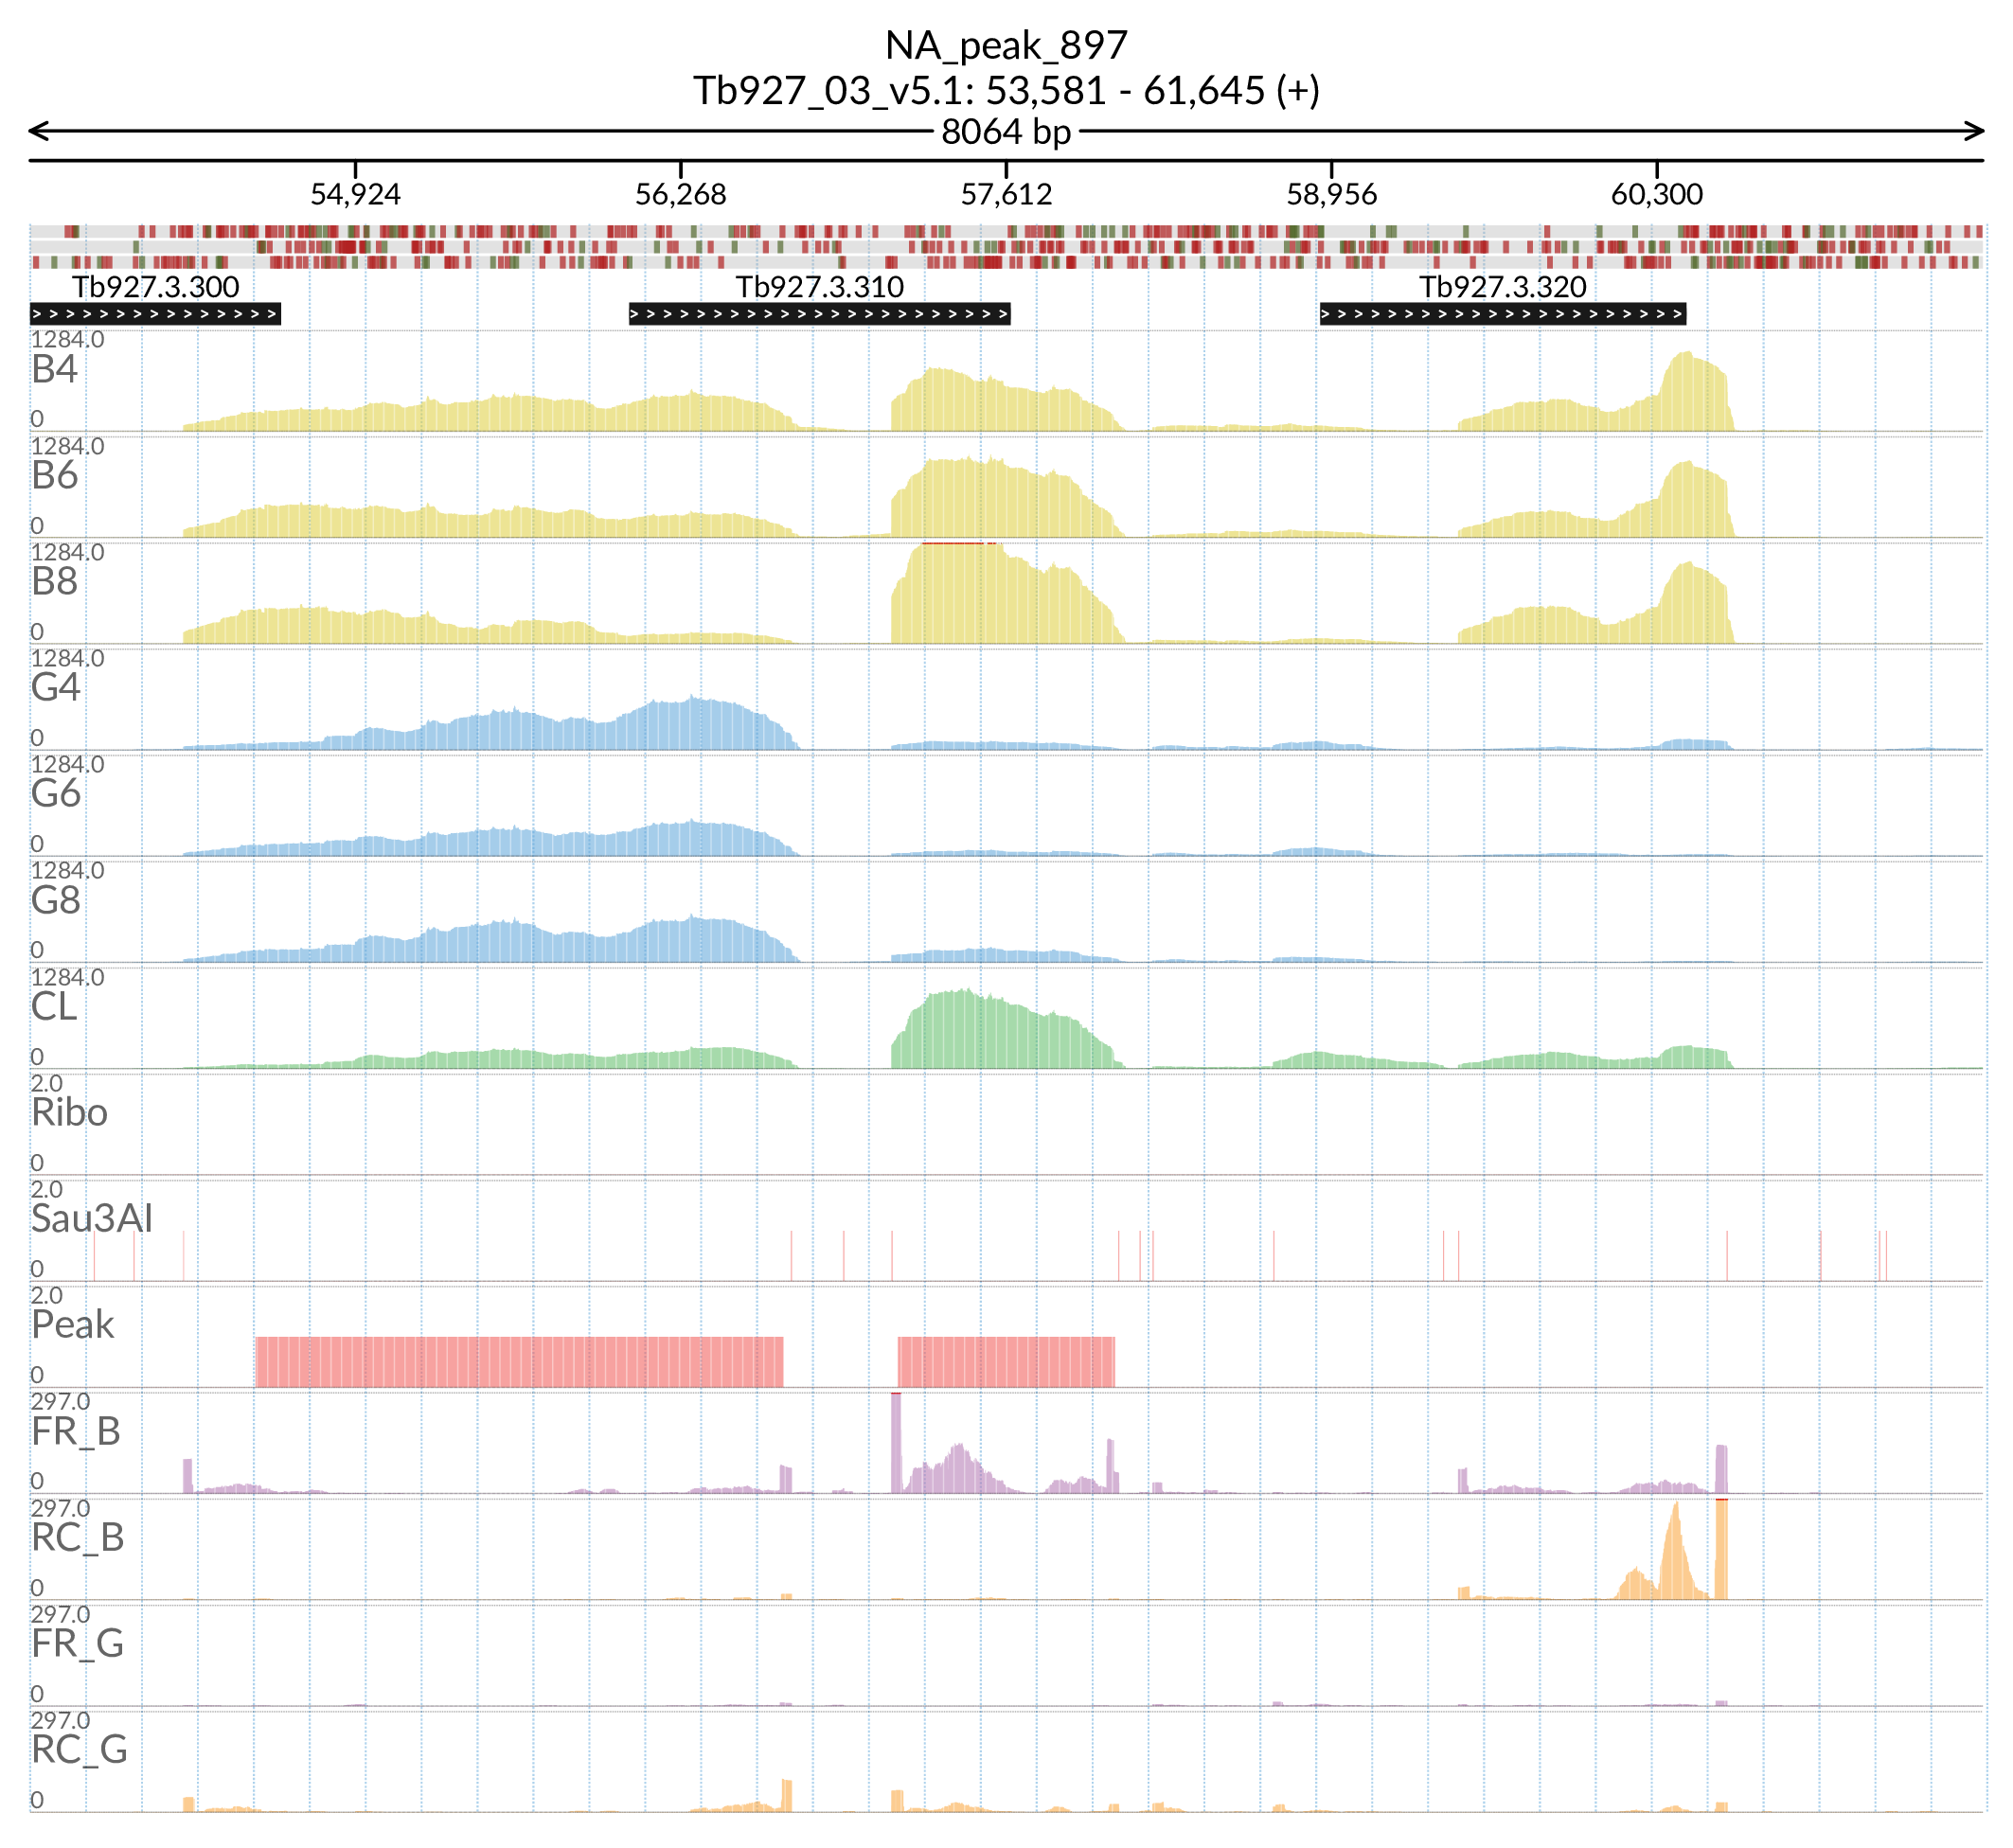 NA_peak_897
Tb927_03_v5.1: 53,581 - 61,645 (+)
8064 bp
54,924 56,268 57,612 58,956 60,300
Tb927.3.300 Tb927.3.310 Tb927.3.320
1284.0
B4
0
1284.0
B6
0
1284.0
B8
0
1284.0
G4
0
1284.0
G6
0
1284.0
G8
0
1284.0
CL
0
2.0
Ribo
0
2.0
Sau3AI
0
2.0
Peak
0
297.0
FR_B
0
297.0
RC_B
0
297.0
FR_G
0
297.0
RC_G
0